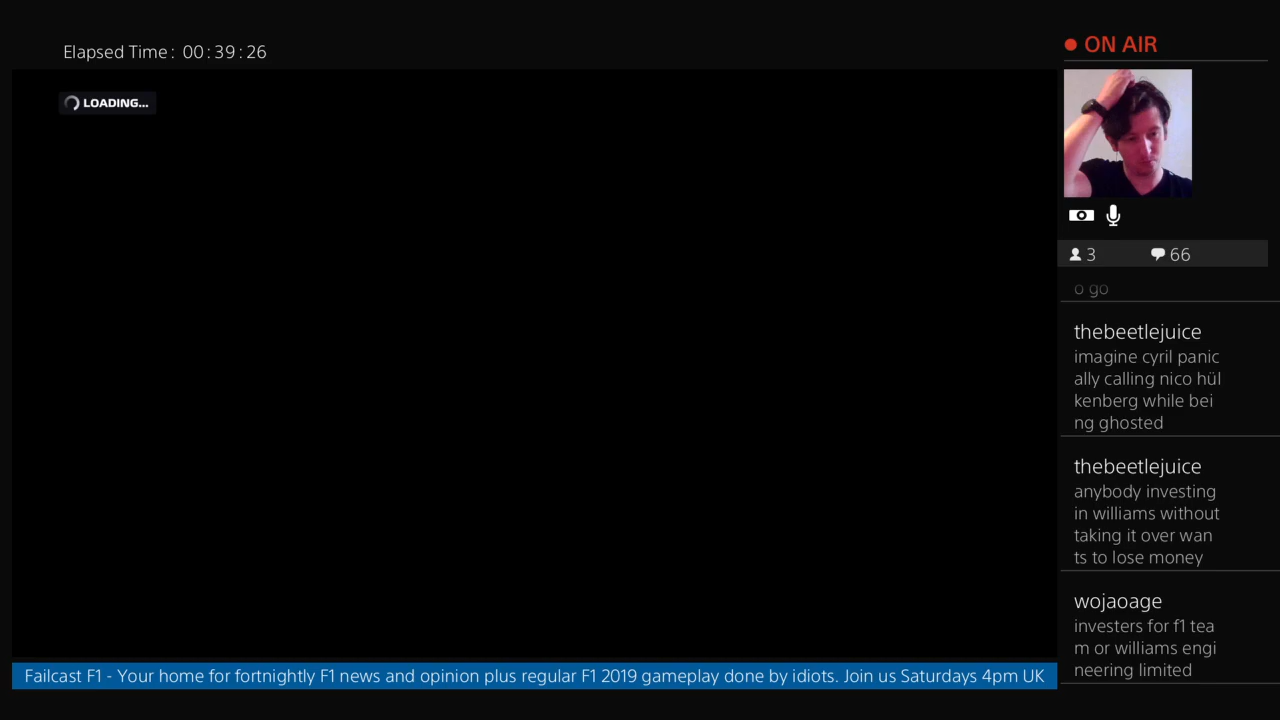 Elapsed Time: 00:39:26
ON AIR
LOADING...
3 66
o go
thebeetlejuice
imagine cyril panic
ally calling nico hül
kenberg while bei
ng ghosted
thebeetlejuice
anybody investing
in williams without
taking it over wan
ts to lose money
wojaoage
investers for f1 tea
m or williams engi
neering limited
Failcast F1 - Your home for fortnightly F1 news and opinion plus regular F1 2019 gameplay done by idiots. Join us Saturdays 4pm UK